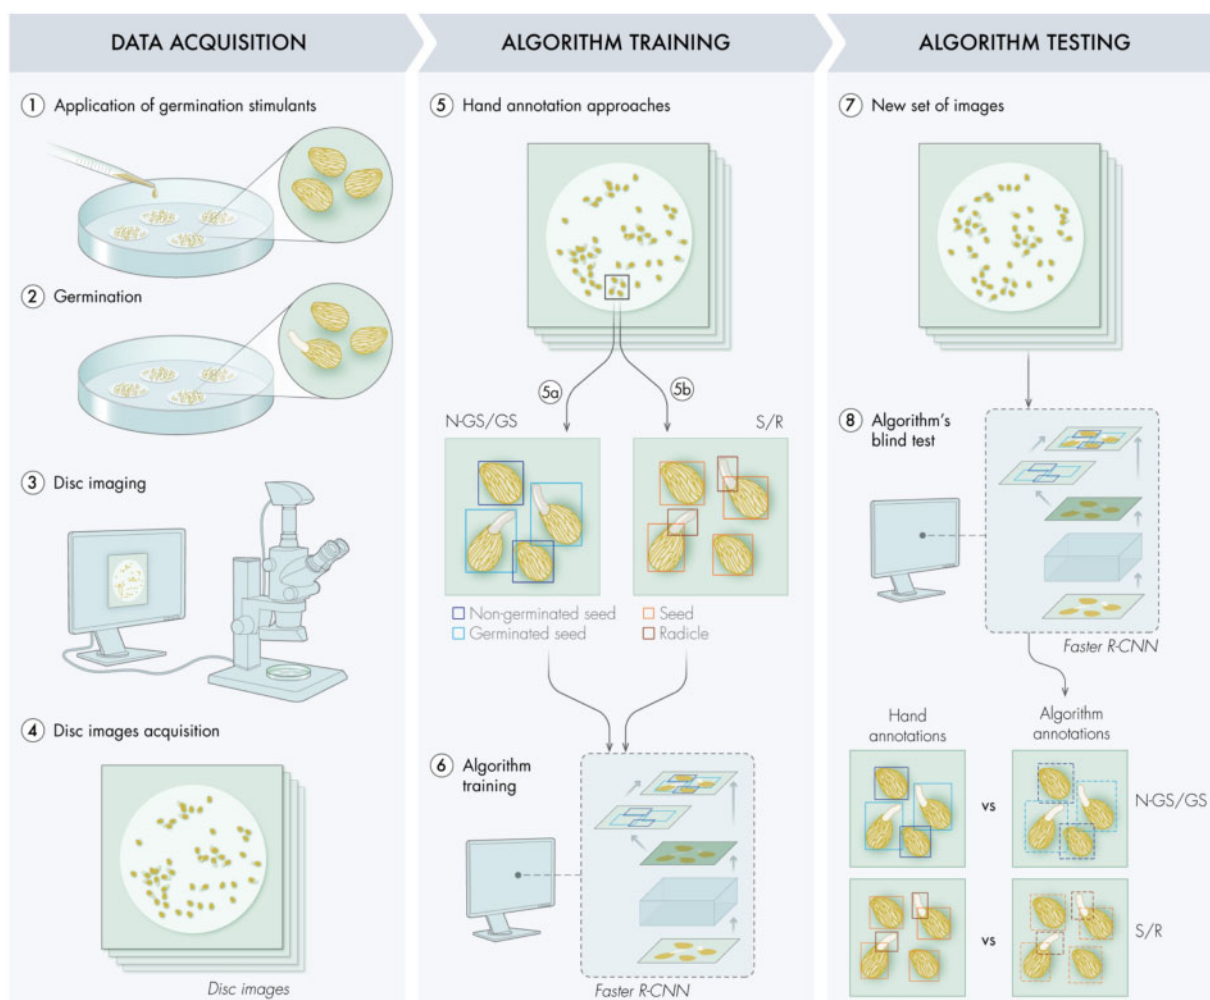 DATA ACQUISITION
1 Application of germination stimulants
2 Germination
3 Disc imaging
4 Disc images acquisition
Disc images
ALGORITHM TRAINING
5 Hand annotation approaches
5a
5b
N-GS/GS
S/R
Non-germinated seed
Germinated seed
Seed
Radicle
6 Algorithm
training
Faster R-CNN
ALGORITHM TESTING
7 New set of images
8 Algorithm's
blind test
Faster R-CNN
Hand
annotations
Algorithm
annotations
vs
N-GS/GS
vs
S/R